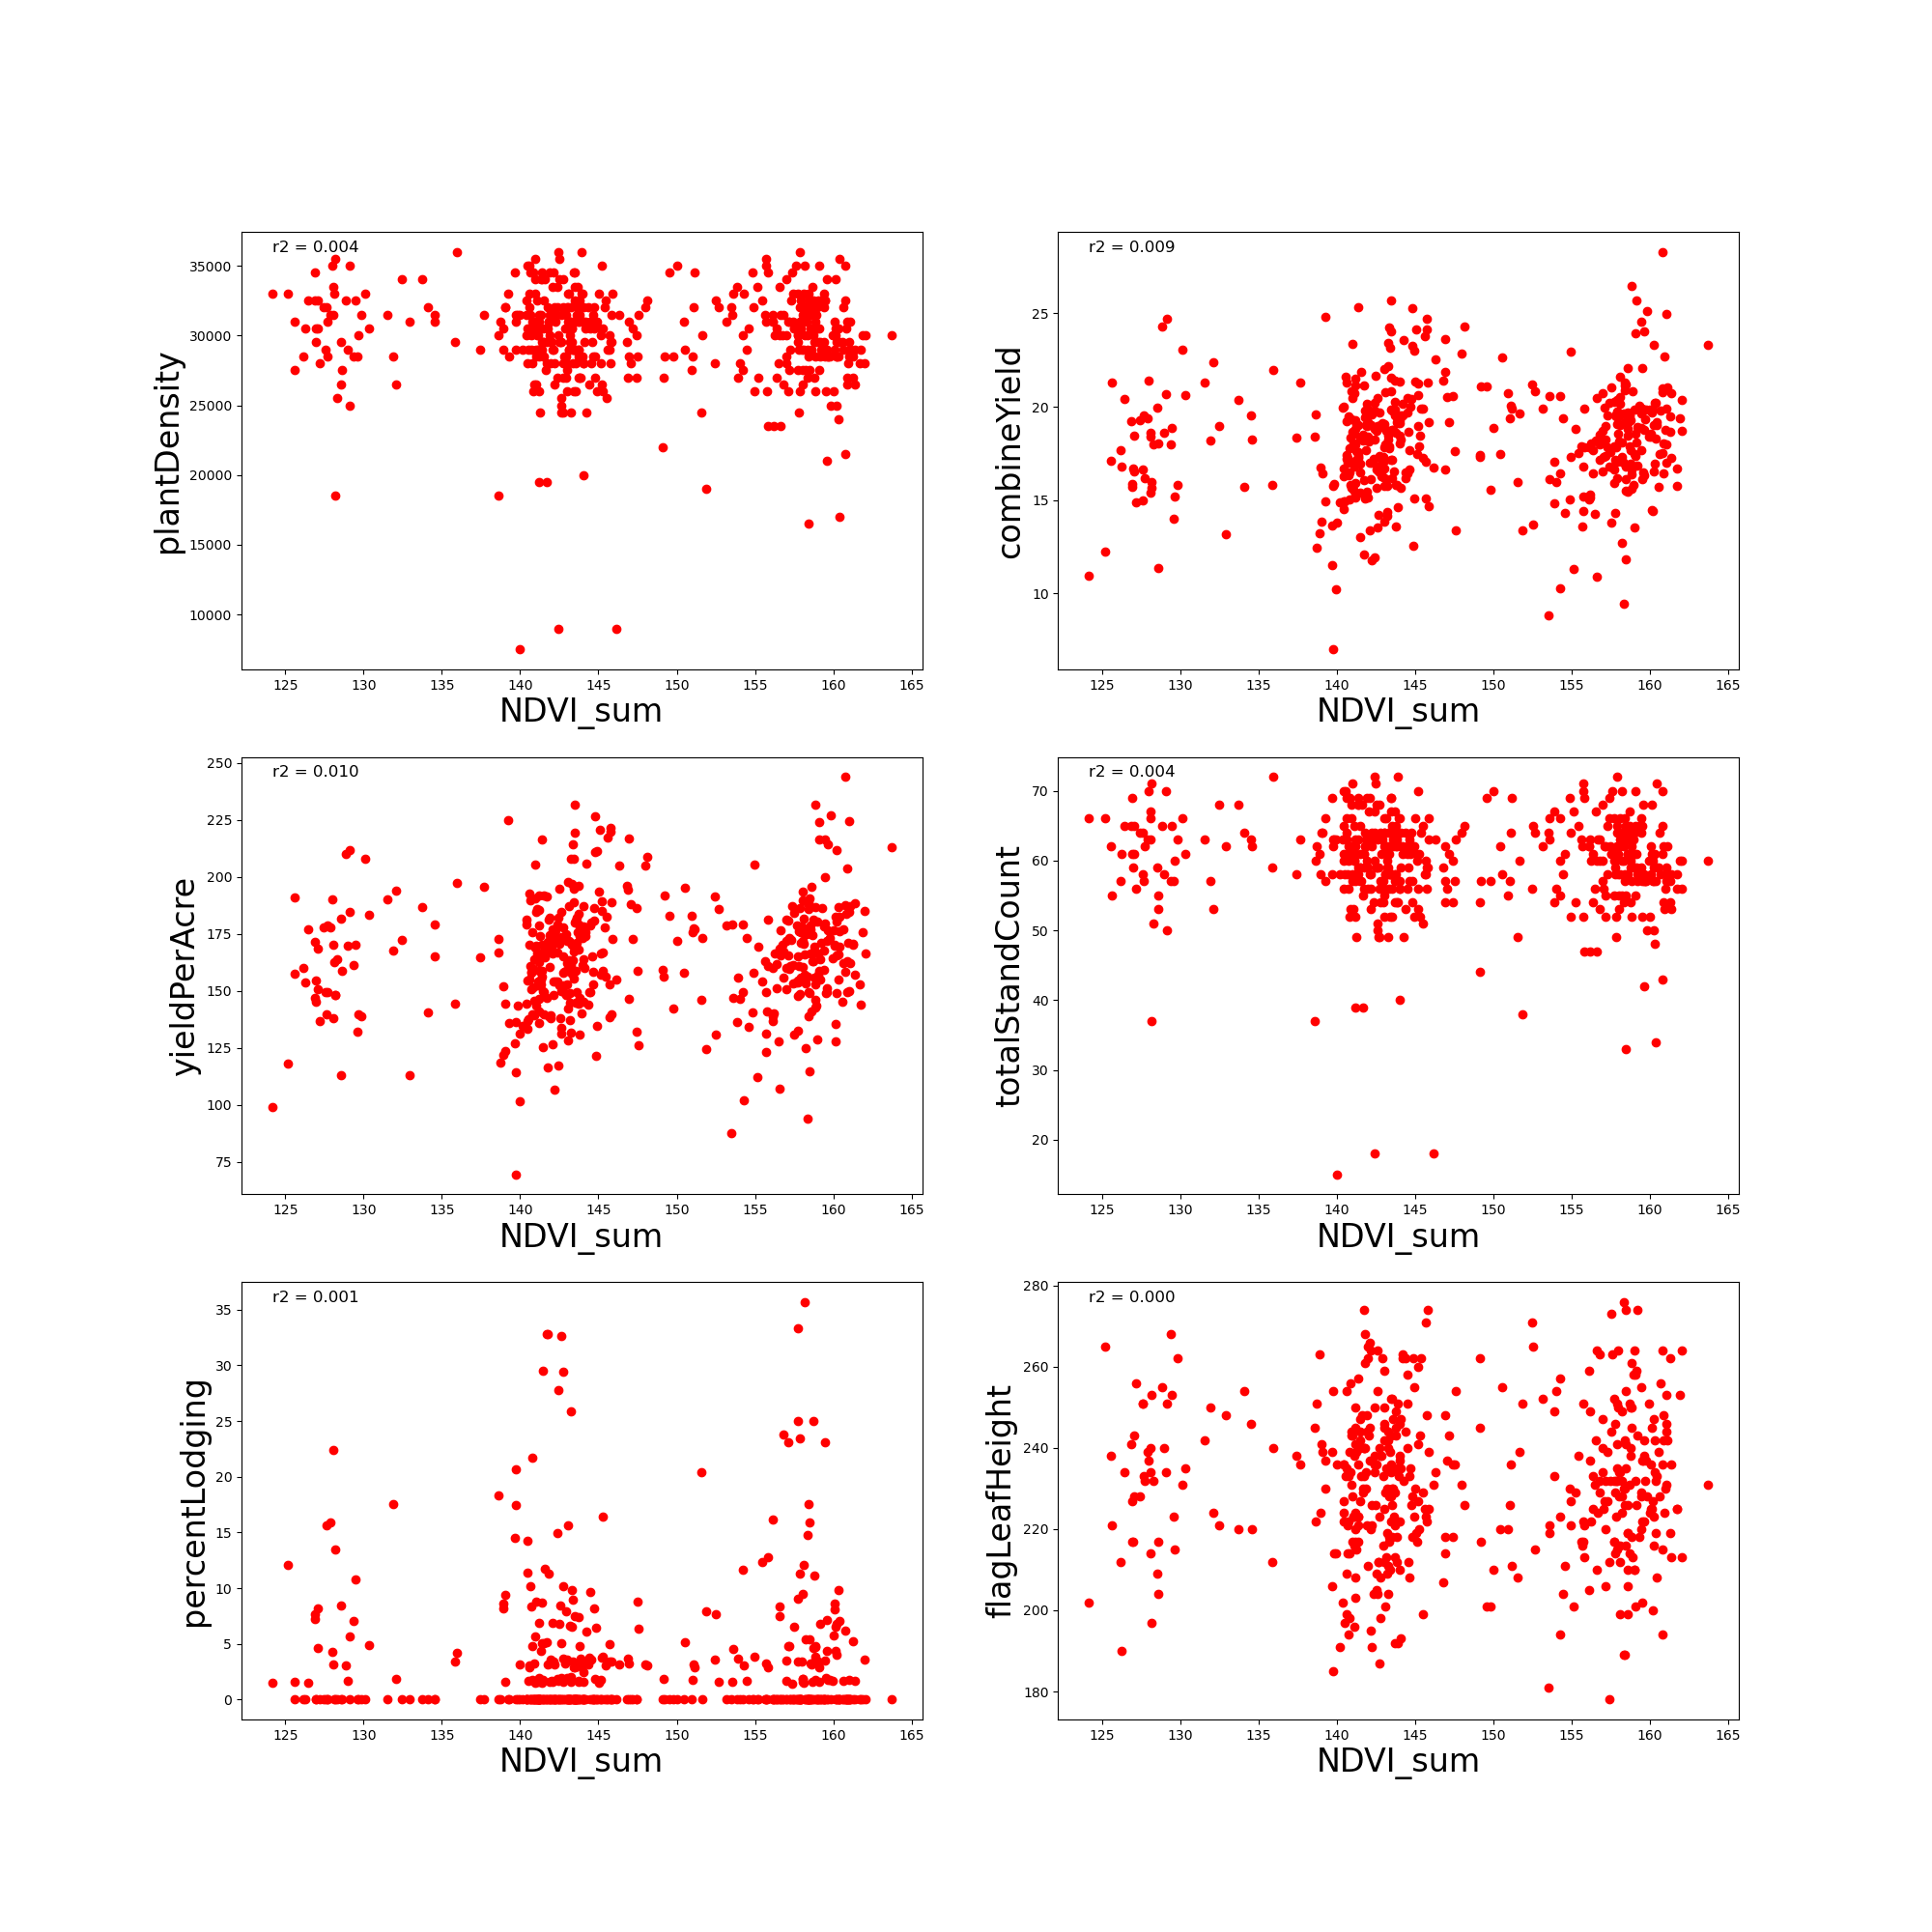 r2 = 0.004
plantDensity
35000
30000
25000
20000
15000
10000
125 130 135 140 145 150 155 160 165
NDVI_sum
r2 = 0.009
combineYield
25
20
15
10
125 130 135 140 145 150 155 160 165
NDVI_sum
r2 = 0.010
yieldPerAcre
250
225
200
175
150
125
100
75
125 130 135 140 145 150 155 160 165
NDVI_sum
r2 = 0.004
totalStandCount
70
60
50
40
30
20
125 130 135 140 145 150 155 160 165
NDVI_sum
r2 = 0.001
percentLodging
35
30
25
20
15
10
5
0
125 130 135 140 145 150 155 160 165
NDVI_sum
r2 = 0.000
flagLeafHeight
280
260
240
220
200
180
125 130 135 140 145 150 155 160 165
NDVI_sum